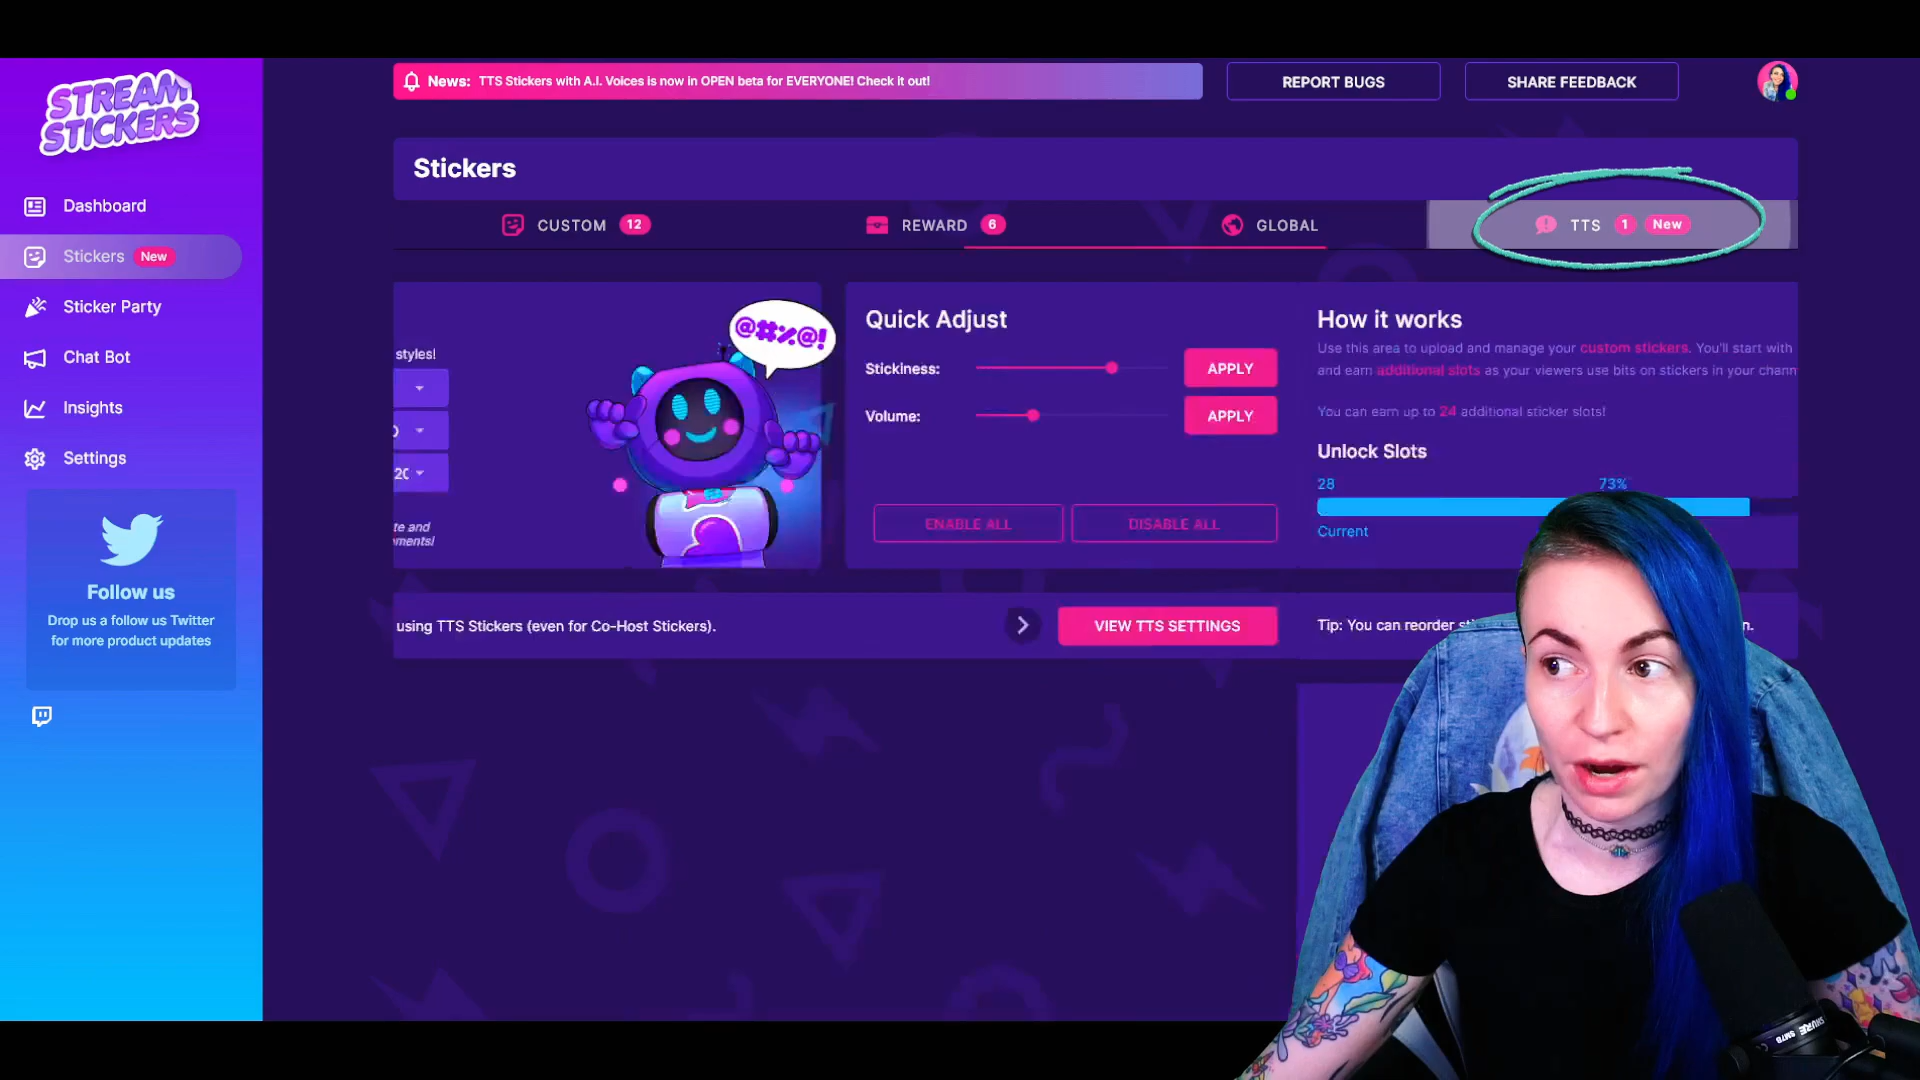 STREAM
STICKERS
News: TTS Stickers with A.I. Voices is now in OPEN beta for EVERYONE! Check it out!
REPORT BUGS
SHARE FEEDBACK
Dashboard
Stickers New
Sticker Party
Chat Bot
Insights
Settings
Follow us
Drop us a follow us Twitter
for more product updates
Stickers
CUSTOM 12
REWARD 6
GLOBAL
TTS 1 New
styles!
20
te and
ments!
@#%@!
Quick Adjust
Stickiness:
APPLY
Volume:
APPLY
ENABLE ALL
DISABLE ALL
How it works
Use this area to upload and manage your custom stickers. You'll start with
and earn additional slots as your viewers use bits on stickers in your chann
You can earn up to 24 additional sticker slots!
Unlock Slots
28
73%
Current
using TTS Stickers (even for Co-Host Stickers).
VIEW TTS SETTINGS
Tip: You can reorder
SHURE
SM7B